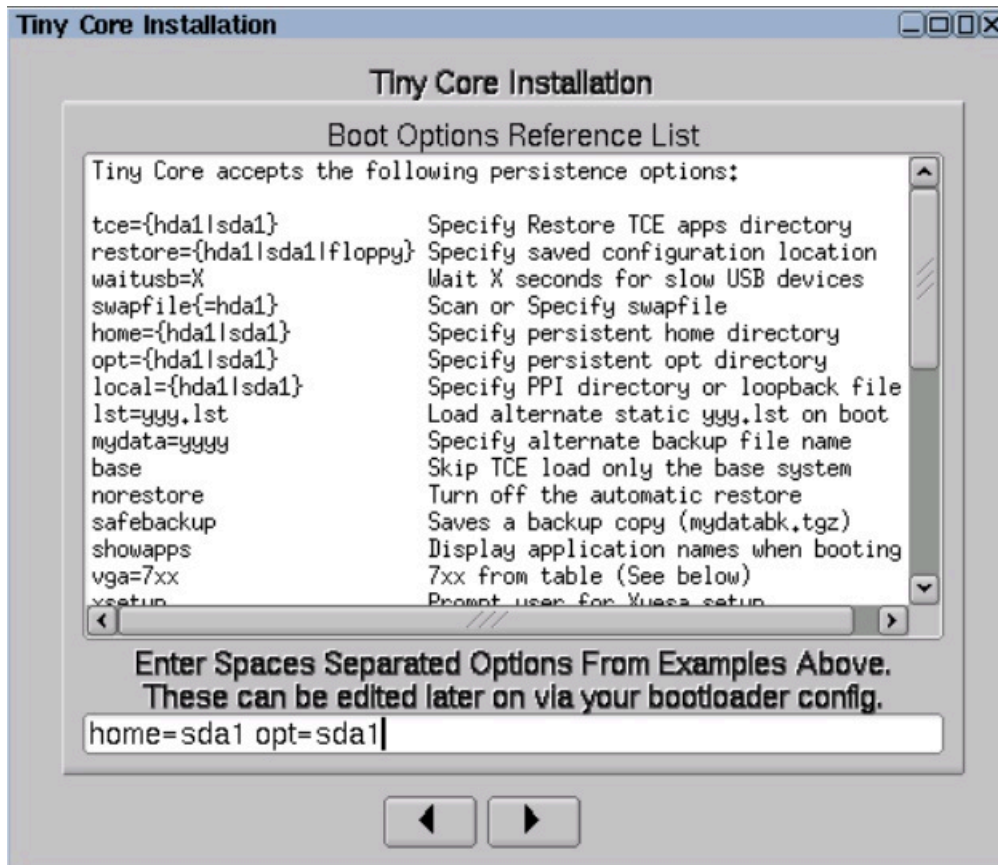 Tiny Core Installation
Tiny Core Installation
Boot Options Reference List
Tiny Core accepts the following persistence options:
tce={hda1|sda1} Specify Restore TCE apps directory
restore={hda1|sda1|floppy} Specify saved configuration location
waitusb=X Wait X seconds for slow USB devices
swapfile{=hda1} Scan or Specify swapfile
home={hda1|sda1} Specify persistent home directory
opt={hda1|sda1} Specify persistent opt directory
local={hda1|sda1} Specify PPI directory or loopback file
lst=yyy.lst Load alternate static yyy.lst on boot
mydata=yyyy Specify alternate backup file name
base Skip TCE load only the base system
norestore Turn off the automatic restore
safebackup Saves a backup copy (mydatabk.tgz)
showapps Display application names when booting
vga=7xx 7xx from table (See below)
xsetup Prompt user for Xvesa setup
Enter Spaces Separated Options From Examples Above.
These can be edited later on via your bootloader config.
home=sda1 opt=sda1